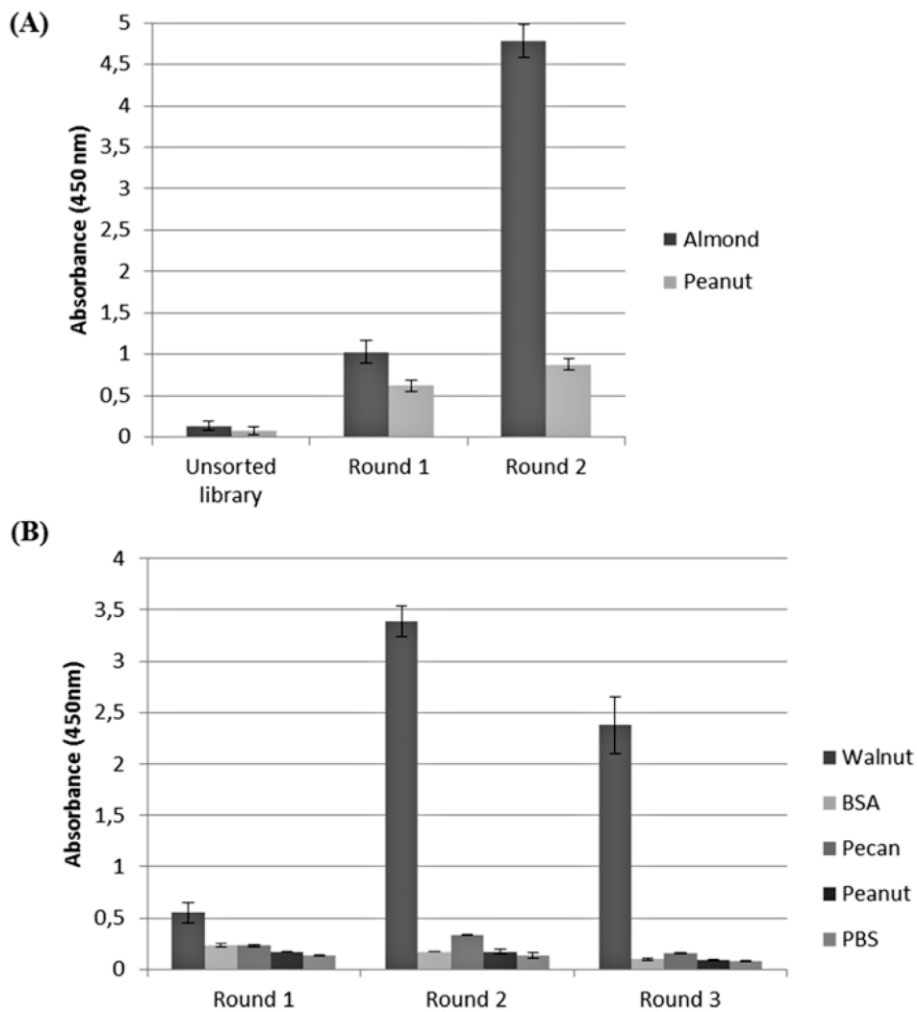 (A)
Absorbance (450 nm)
5
4,5
4
3,5
3
2,5
2
1,5
1
0,5
0
Unsorted
library
Round 1
Round 2
Almond
Peanut
(B)
Absorbance (450nm)
4
3,5
3
2,5
2
1,5
1
0,5
0
Round 1
Round 2
Round 3
Walnut
BSA
Pecan
Peanut
PBS